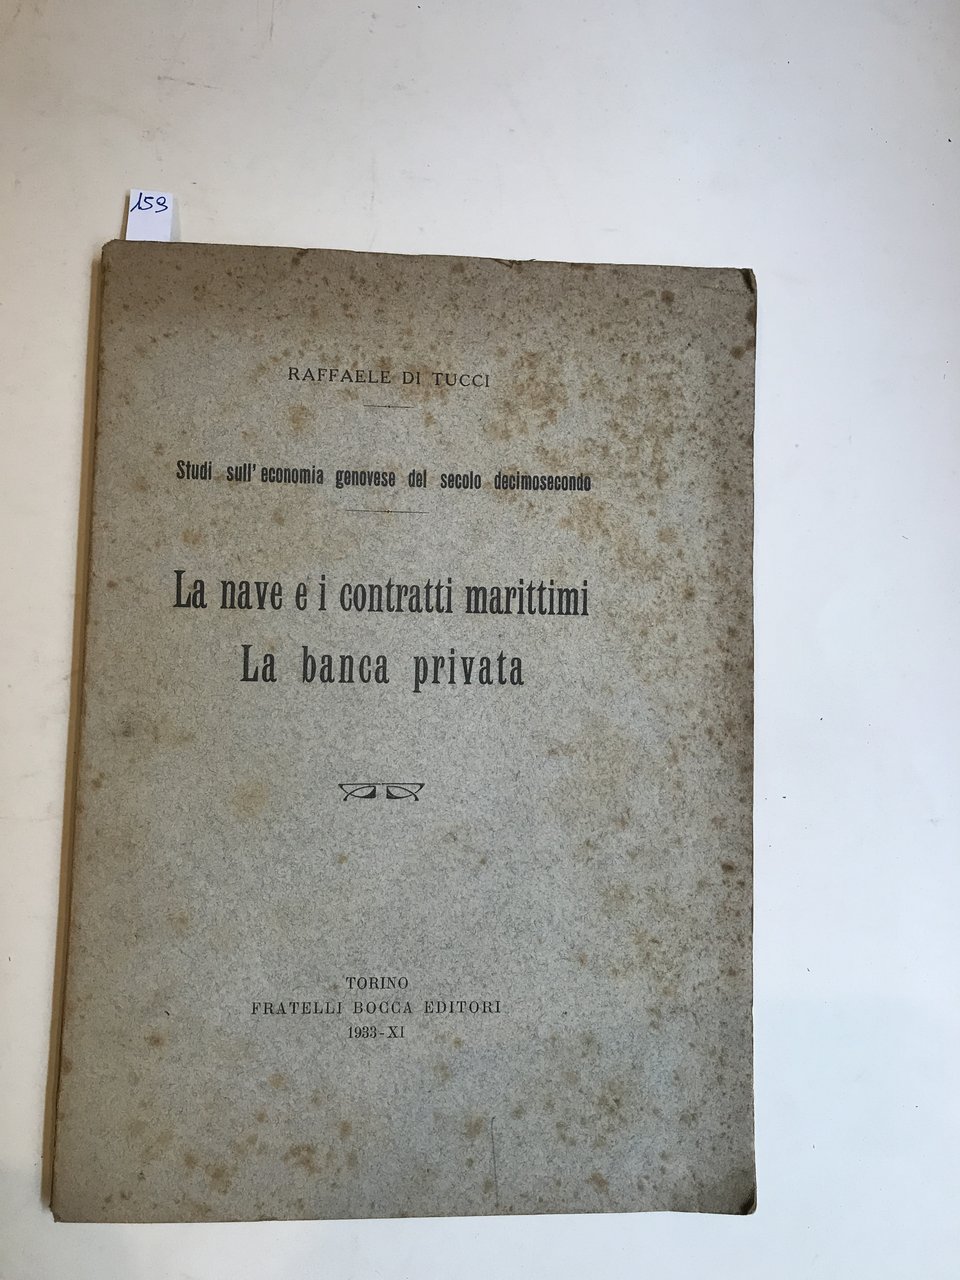 159
RAFFAELE DI TUCCI
Studi sull' economia genovese del secolo decimosecondo
La nave e i contratti marittimi
La banca privata
TORINO
FRATELLI BOCCA EDITORI
1933-XI